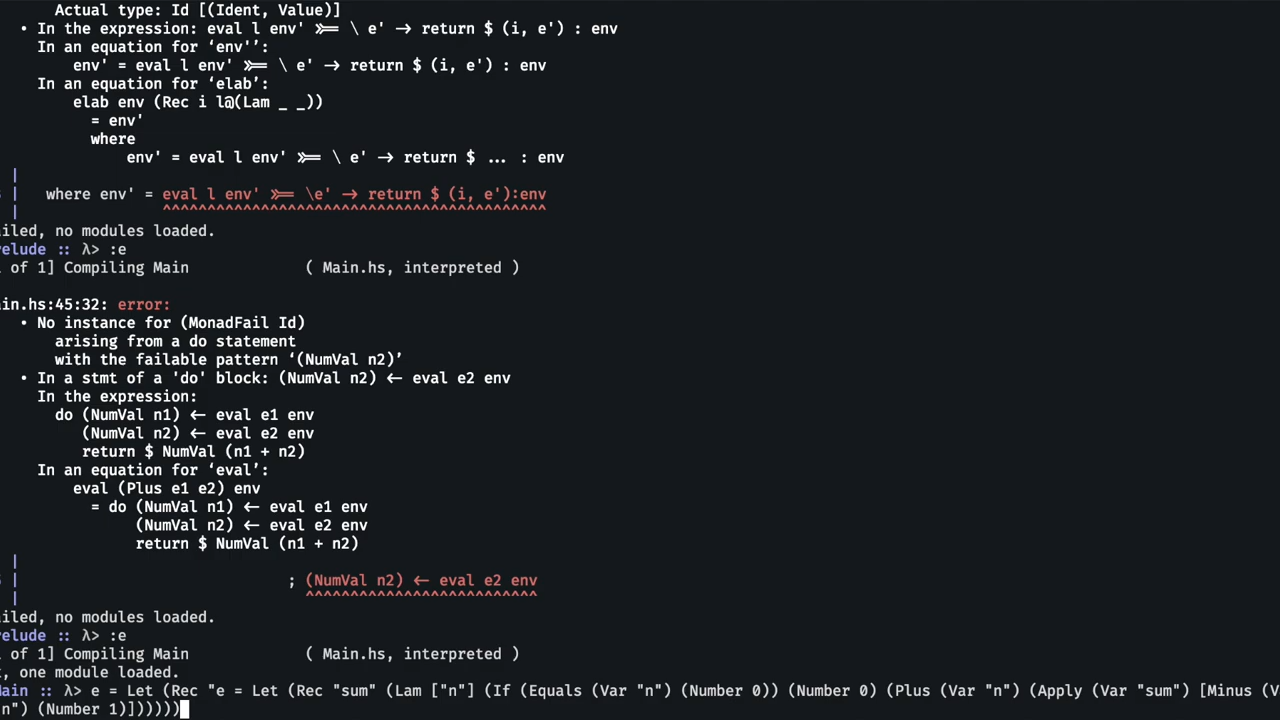 Actual type: Id [(Ident, Value)]
• In the expression: eval l env' >>= \ e' -> return $ (i, e') : env
In an equation for ‘env'’:
env' = eval l env' >>= \ e' -> return $ (i, e') : env
In an equation for ‘elab’:
elab env (Rec i l@(Lam _ _))
= env'
where
env' = eval l env' >>= \ e' -> return $ ... : env
|
| where env' = eval l env' >>= \e' -> return $ (i, e'):env
| ^^^^^^^^^^^^^^^^^^^^^^^^^^^^^^^^^^^^^^^^^^^
ailed, no modules loaded.
relude :: λ> :e
of 1] Compiling Main ( Main.hs, interpreted )
ain.hs:45:32: error:
• No instance for (MonadFail Id)
arising from a do statement
with the failable pattern ‘(NumVal n2)’
• In a stmt of a 'do' block: (NumVal n2) <- eval e2 env
In the expression:
do (NumVal n1) <- eval e1 env
(NumVal n2) <- eval e2 env
return $ NumVal (n1 + n2)
In an equation for ‘eval’:
eval (Plus e1 e2) env
= do (NumVal n1) <- eval e1 env
(NumVal n2) <- eval e2 env
return $ NumVal (n1 + n2)
|
| ; (NumVal n2) <- eval e2 env
| ^^^^^^^^^^^^^^^^^^^^^^^^^^
ailed, no modules loaded.
relude :: λ> :e
of 1] Compiling Main ( Main.hs, interpreted )
, one module loaded.
Main :: λ> e = Let (Rec "e = Let (Rec "sum" (Lam ["n"] (If (Equals (Var "n") (Number 0)) (Number 0) (Plus (Var "n") (Apply (Var "sum") [Minus (V
n") (Number 1)])))))